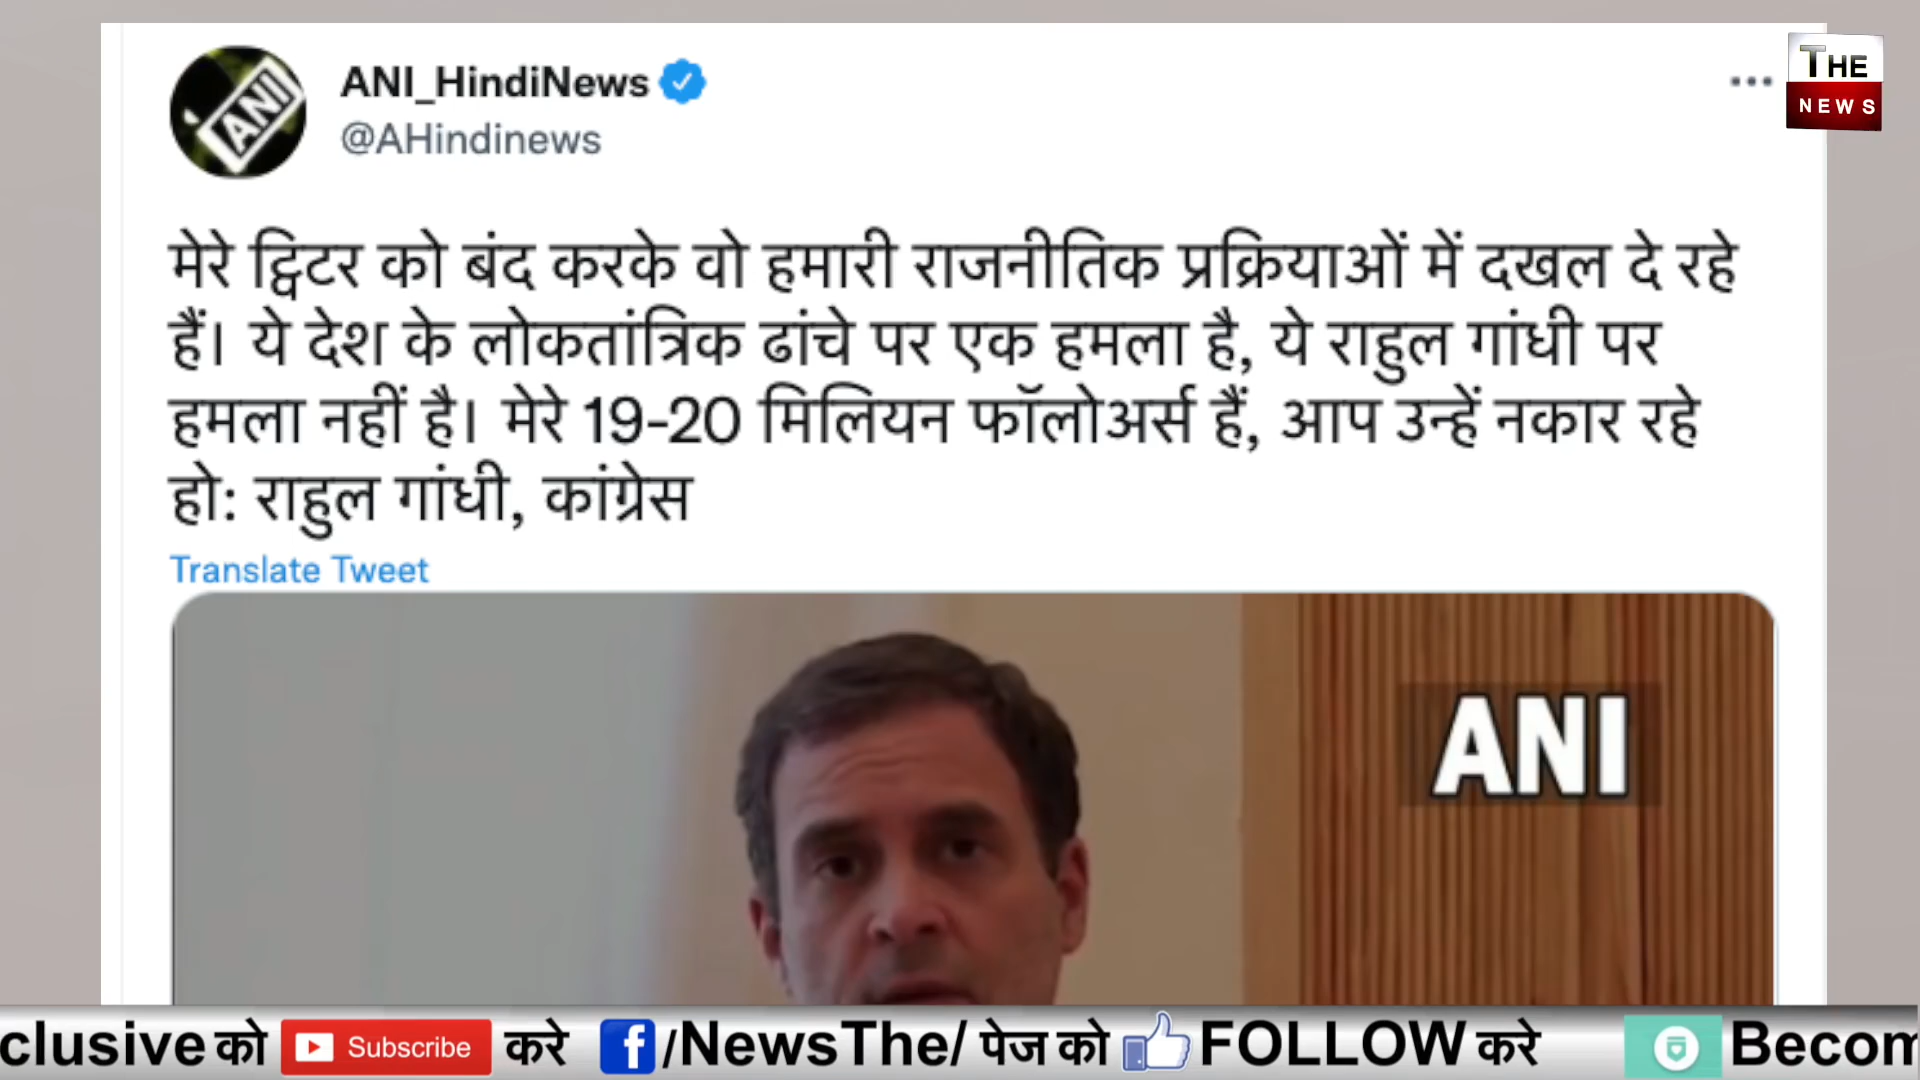 ANI
ANI_HindiNews
@AHindinews
THE
NEWS
मेरे ट्विटर को बंद करके वो हमारी राजनीतिक प्रक्रियाओं में दखल दे रहे
हैं। ये देश के लोकतांत्रिक ढांचे पर एक हमला है, ये राहुल गांधी पर
हमला नहीं है। मेरे 19-20 मिलियन फॉलोअर्स हैं, आप उन्हें नकार रहे
हो: राहुल गांधी, कांग्रेस
Translate Tweet
ANI
clusive को Subscribe करे f/NewsThe/ पेज को FOLLOW करे Becom